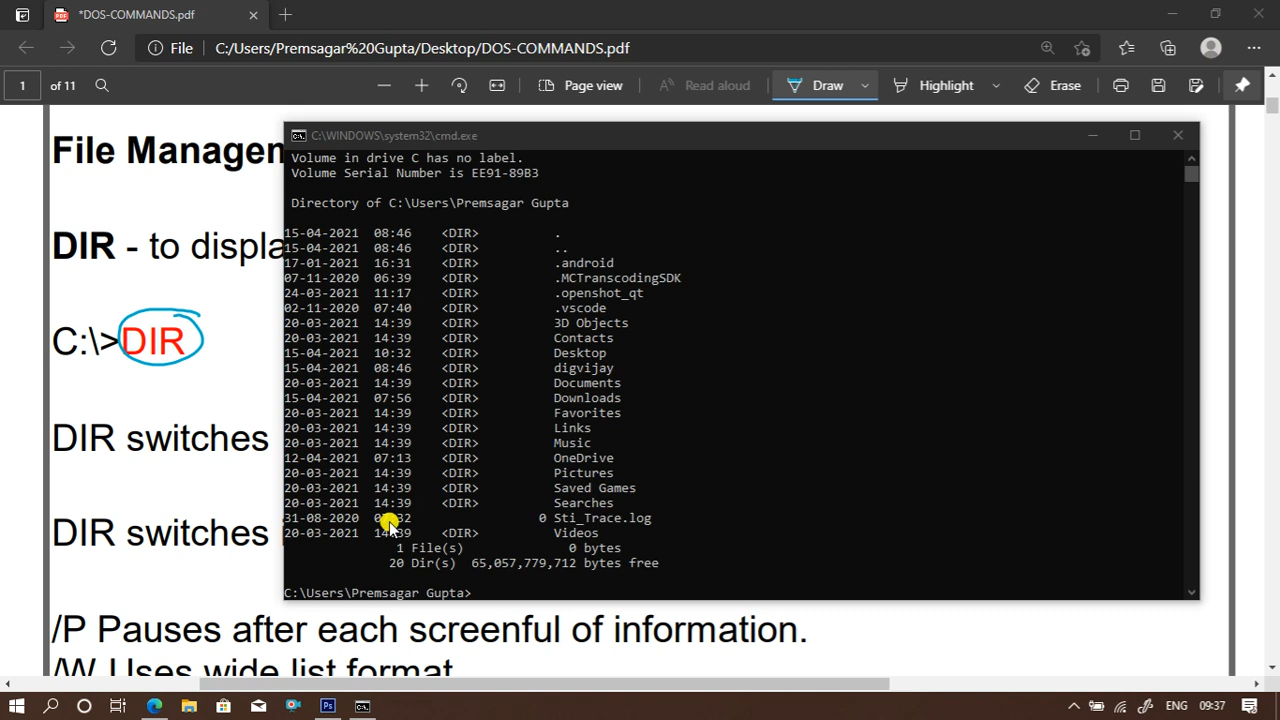 *DOS-COMMANDS.pdf
File C:/Users/Premsagar%20Gupta/Desktop/DOS-COMMANDS.pdf
1 of 11 Page view Read aloud Draw Highlight Erase
File Managem
DIR - to displa
C:\>DIR
DIR switches
DIR switches
/P Pauses after each screenful of information.
/W Uses wide list format
C:\WINDOWS\system32\cmd.exe
Volume in drive C has no label.
Volume Serial Number is EE91-89B3
Directory of C:\Users\Premsagar Gupta
15-04-2021 08:46 <DIR> .
15-04-2021 08:46 <DIR> ..
17-01-2021 16:31 <DIR> .android
07-11-2020 06:39 <DIR> .MCTranscodingSDK
24-03-2021 11:17 <DIR> .openshot_qt
02-11-2020 07:40 <DIR> .vscode
20-03-2021 14:39 <DIR> 3D Objects
20-03-2021 14:39 <DIR> Contacts
15-04-2021 10:32 <DIR> Desktop
15-04-2021 08:46 <DIR> digvijay
20-03-2021 14:39 <DIR> Documents
15-04-2021 07:56 <DIR> Downloads
20-03-2021 14:39 <DIR> Favorites
20-03-2021 14:39 <DIR> Links
20-03-2021 14:39 <DIR> Music
12-04-2021 07:13 <DIR> OneDrive
20-03-2021 14:39 <DIR> Pictures
20-03-2021 14:39 <DIR> Saved Games
20-03-2021 14:39 <DIR> Searches
31-08-2020 0 Sti_Trace.log
20-03-2021 14:39 <DIR> Videos
1 File(s) 0 bytes
20 Dir(s) 65,057,779,712 bytes free
C:\Users\Premsagar Gupta>
ENG 09:37